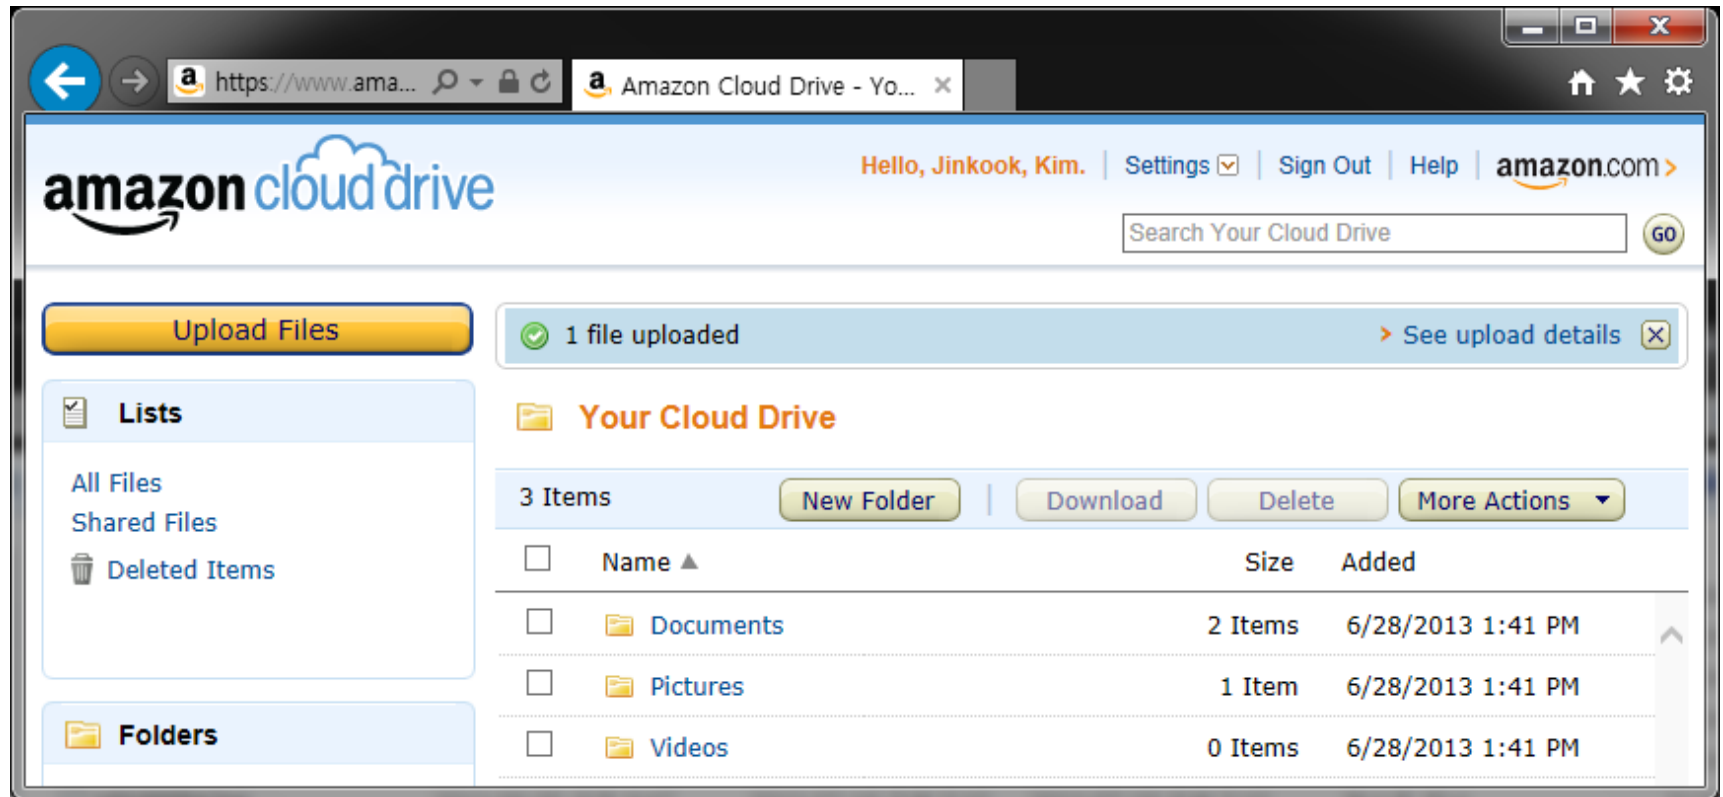 https://www.ama...
Amazon Cloud Drive - Yo...
amazon cloud drive
Hello, Jinkook, Kim. Settings Sign Out Help amazon.com >
Search Your Cloud Drive GO
Upload Files
1 file uploaded
See upload details
Lists
All Files
Shared Files
Deleted Items
Folders
Your Cloud Drive
3 Items New Folder Download Delete More Actions
Name Size Added
Documents 2 Items 6/28/2013 1:41 PM
Pictures 1 Item 6/28/2013 1:41 PM
Videos 0 Items 6/28/2013 1:41 PM